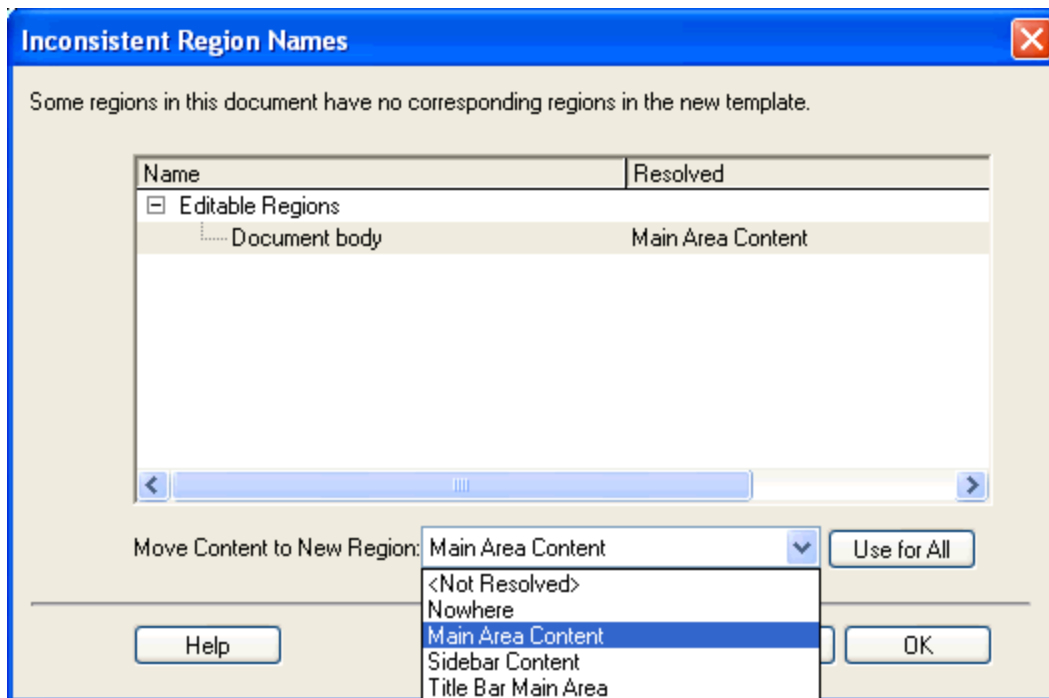 Inconsistent Region Names
Some regions in this document have no corresponding regions in the new template.
Name Resolved
Editable Regions
Document body Main Area Content
Move Content to New Region: Main Area Content Use for All
<Not Resolved>
Nowhere
Main Area Content
Help OK
Sidebar Content
Title Bar Main Area